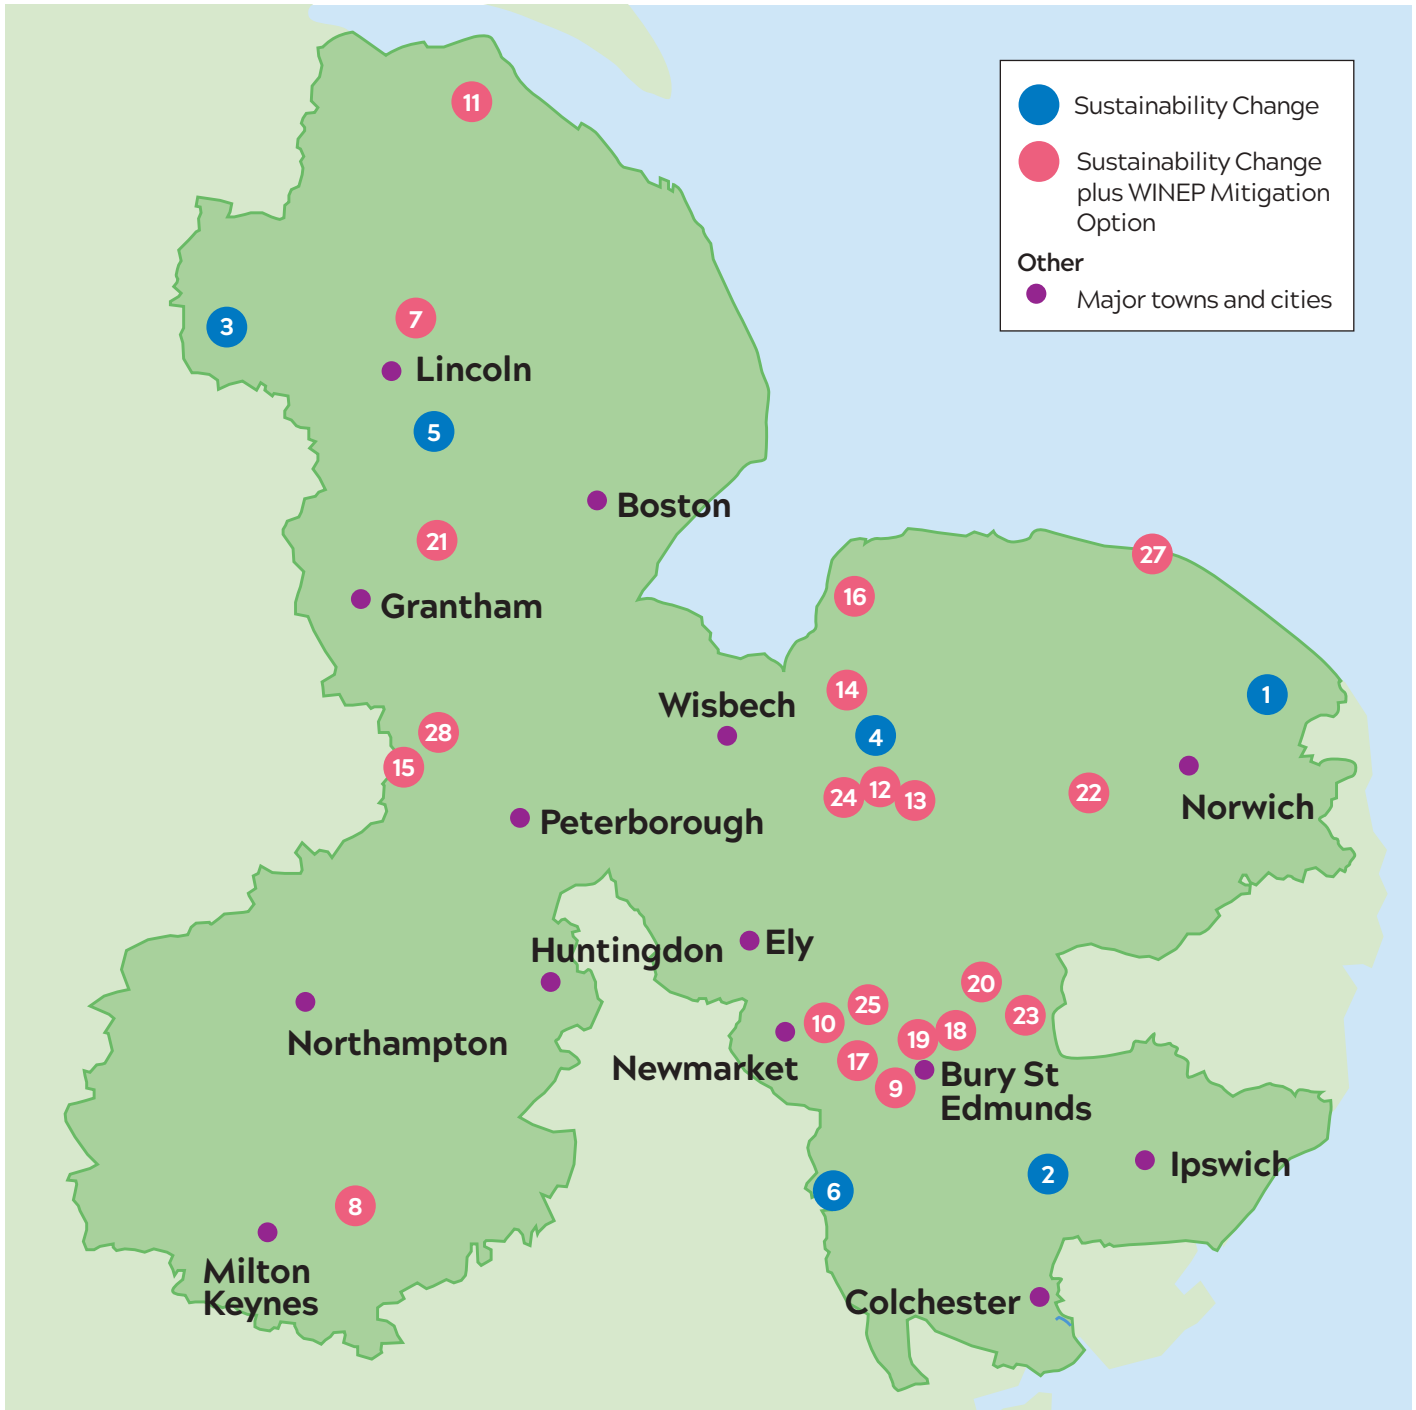 11
Sustainability Change
Sustainability Change
plus WINEP Mitigation
Option
Other
Major towns and cities
3
7
Lincoln
5
Boston
21
27
16
Grantham
14
1
Wisbech
28
4
15
24
12
13
22
Norwich
Peterborough
Huntingdon
Ely
20
25
10
23
18
19
Northampton
Newmarket
17
9
Bury St
Edmunds
2
Ipswich
6
8
Milton
Keynes
Colchester